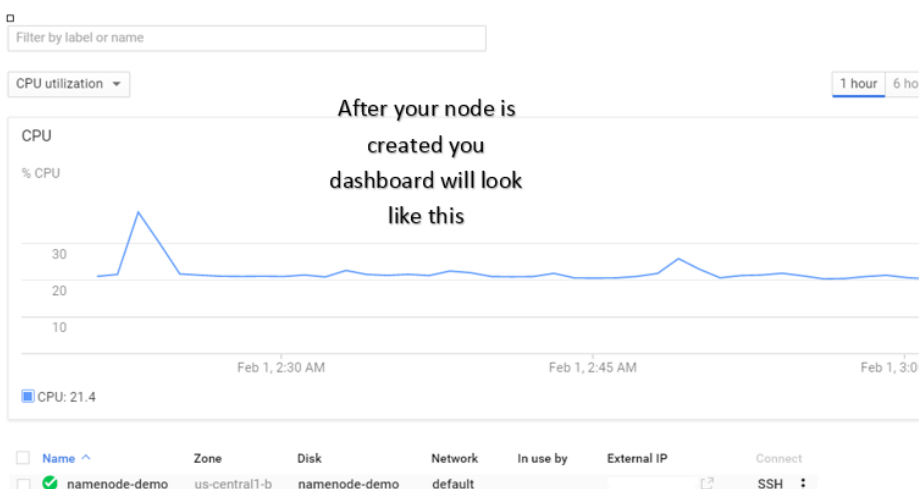 Filter by label or name
CPU utilization
1 hour 6 ho
After your node is
created you
dashboard will look
like this
CPU
% CPU
30
20
10
Feb 1, 2:30 AM Feb 1, 2:45 AM Feb 1, 3:0
CPU: 21.4
Name Zone Disk Network In use by External IP Connect
namenode-demo us-central1-b namenode-demo default SSH